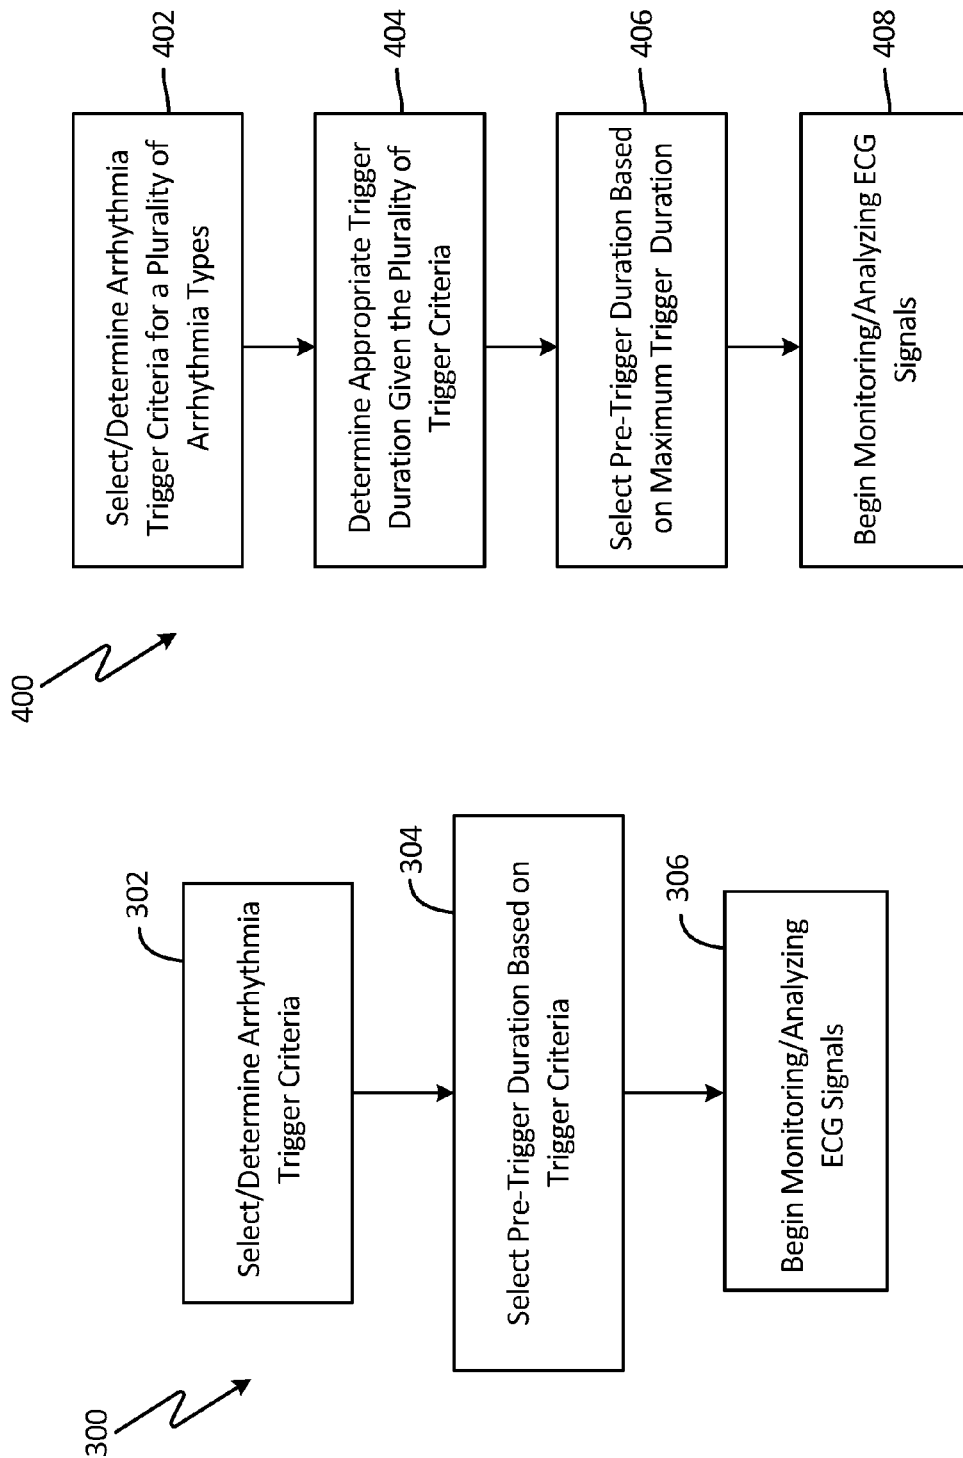 300
302
Select/Determine Arrhythmia
Trigger Criteria
304
Select Pre-Trigger Duration Based on
Trigger Criteria
306
Begin Monitoring/Analyzing
ECG Signals
400
402
Select/Determine Arrhythmia
Trigger Criteria for a Plurality of
Arrhythmia Types
404
Determine Appropriate Trigger
Duration Given the Plurality of
Trigger Criteria
406
Select Pre-Trigger Duration Based
on Maximum Trigger Duration
408
Begin Monitoring/Analyzing ECG
Signals